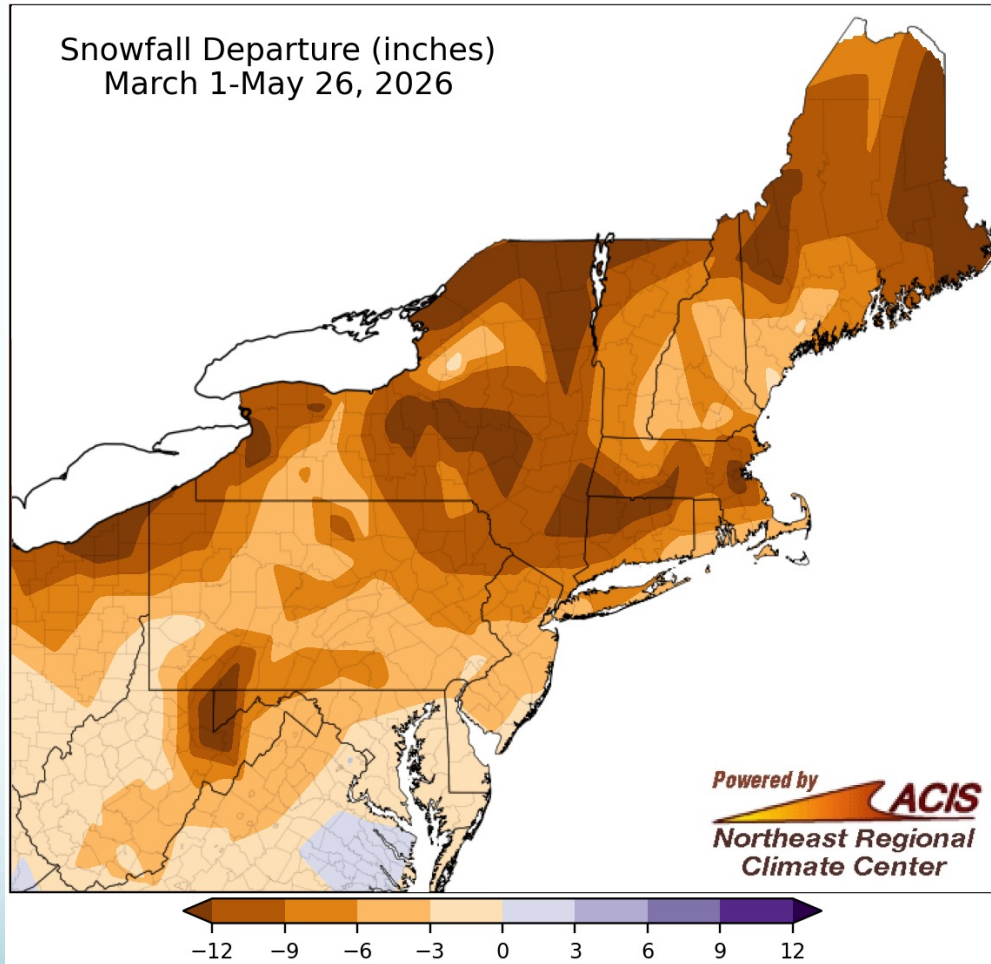 Snowfall Departure (inches)
March 1-May 26, 2026
Powered by
ACIS
Northeast Regional
Climate Center
−12 −9 −6 −3 0 3 6 9 12